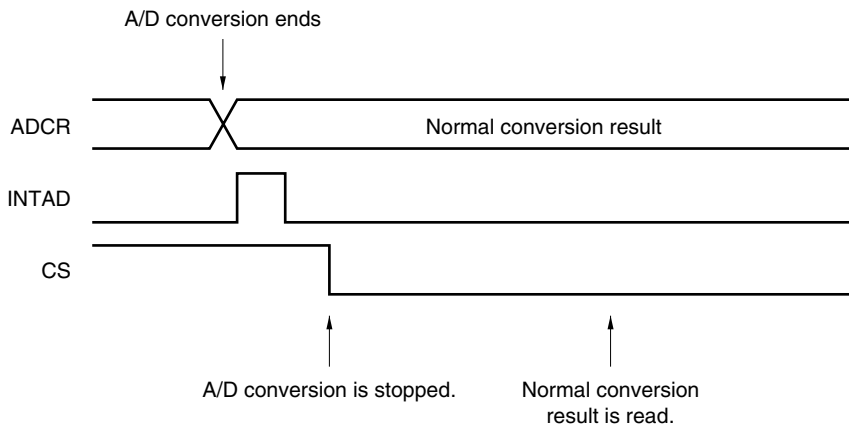 A/D conversion ends
ADCR
Normal conversion result
INTAD
CS
A/D conversion is stopped.
Normal conversion
result is read.